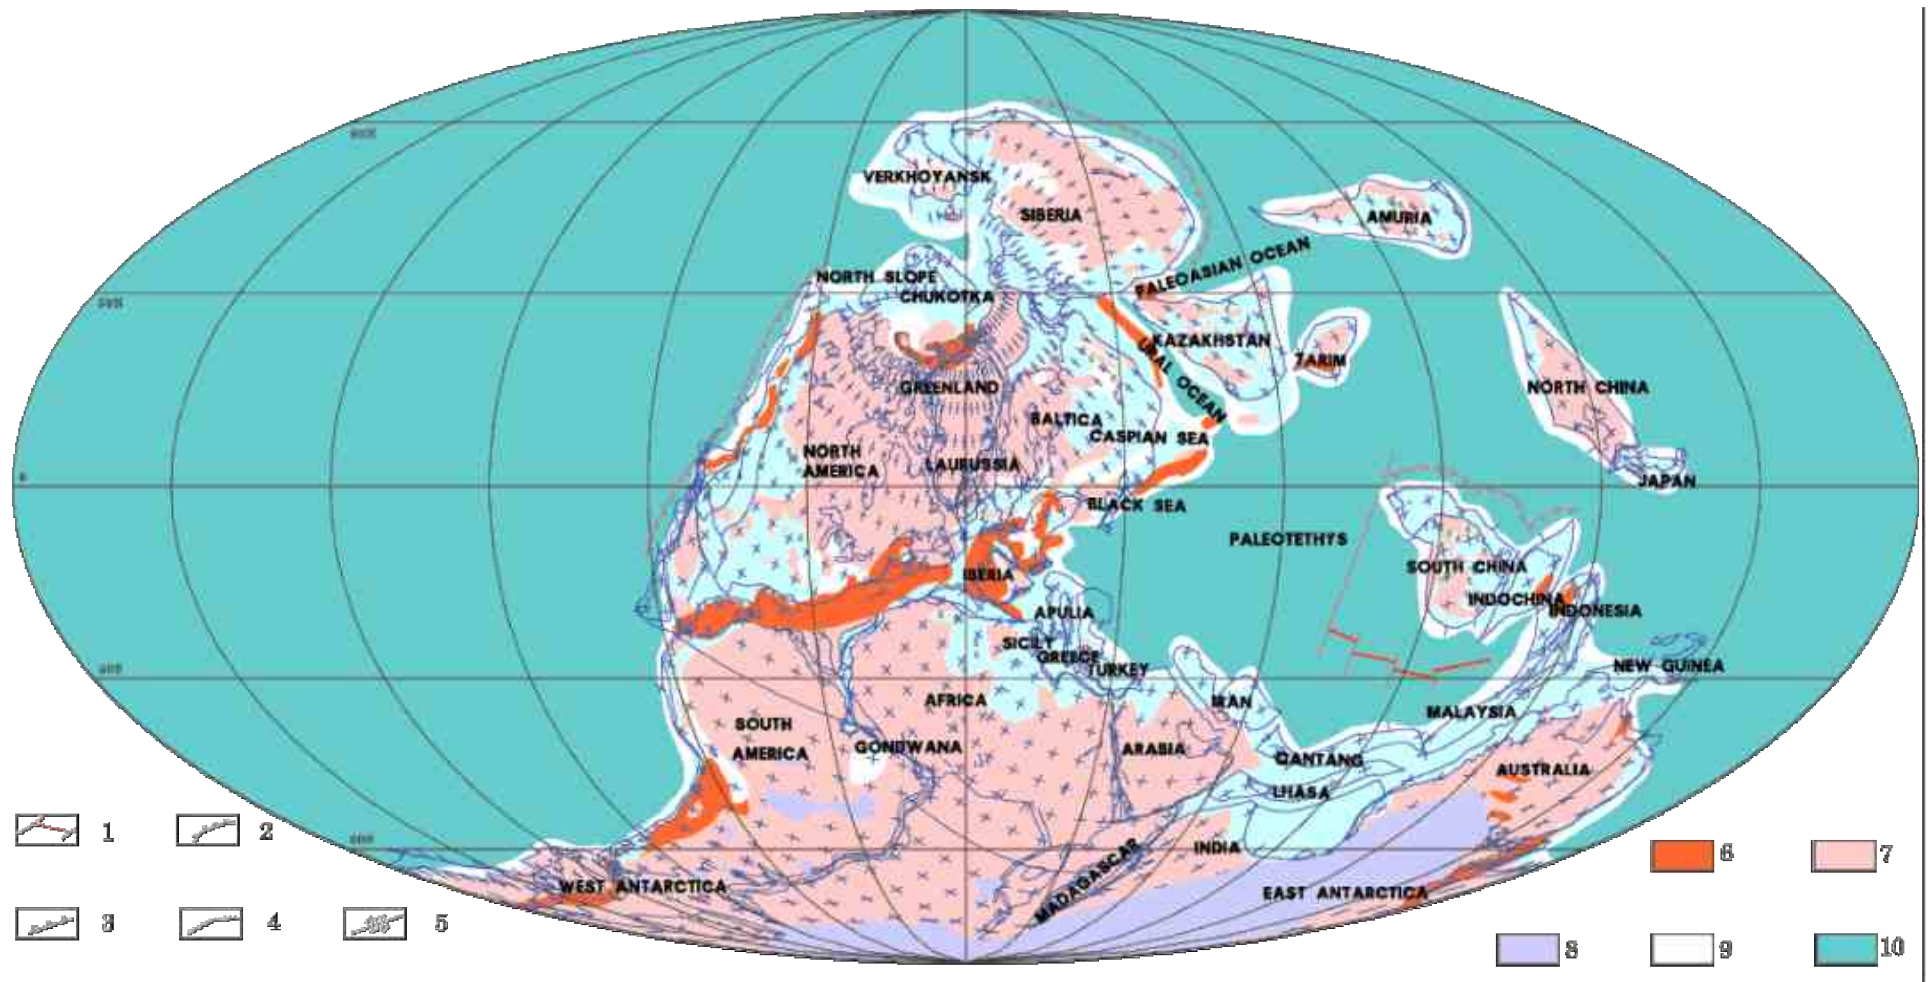 VERKHOYANSK
SIBERIA
AMURIA
PALEOASIAN OCEAN
NORTH SLOPE
CHUKOTKA
KAZAKHSTAN
TARIM
URAL OCEAN
GREENLAND
NORTH CHINA
BALTICA
CASPIAN SEA
NORTH
AMERICA
LAURUSSIA
0
JAPAN
BLACK SEA
PALEOTETHYS
SOUTH CHINA
IBERIA
INDOCHINA
INDONESIA
APULIA
SICILY
GREECE
TURKEY
NEW GUINEA
IRAN
AFRICA
MALAYSIA
SOUTH
AMERICA
GONDWANA
ARABIA
QANTANG
AUSTRALIA
LHASA
INDIA
MADAGASCAR
WEST ANTARCTICA
EAST ANTARCTICA
1
2
3
4
5
6
7
8
9
10